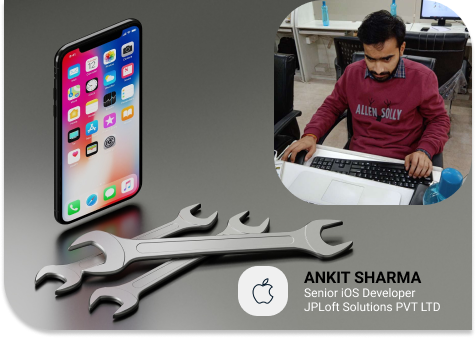 ALLEN SOLLY
ANKIT SHARMA
Senior iOS Developer
JPLoft Solutions PVT LTD